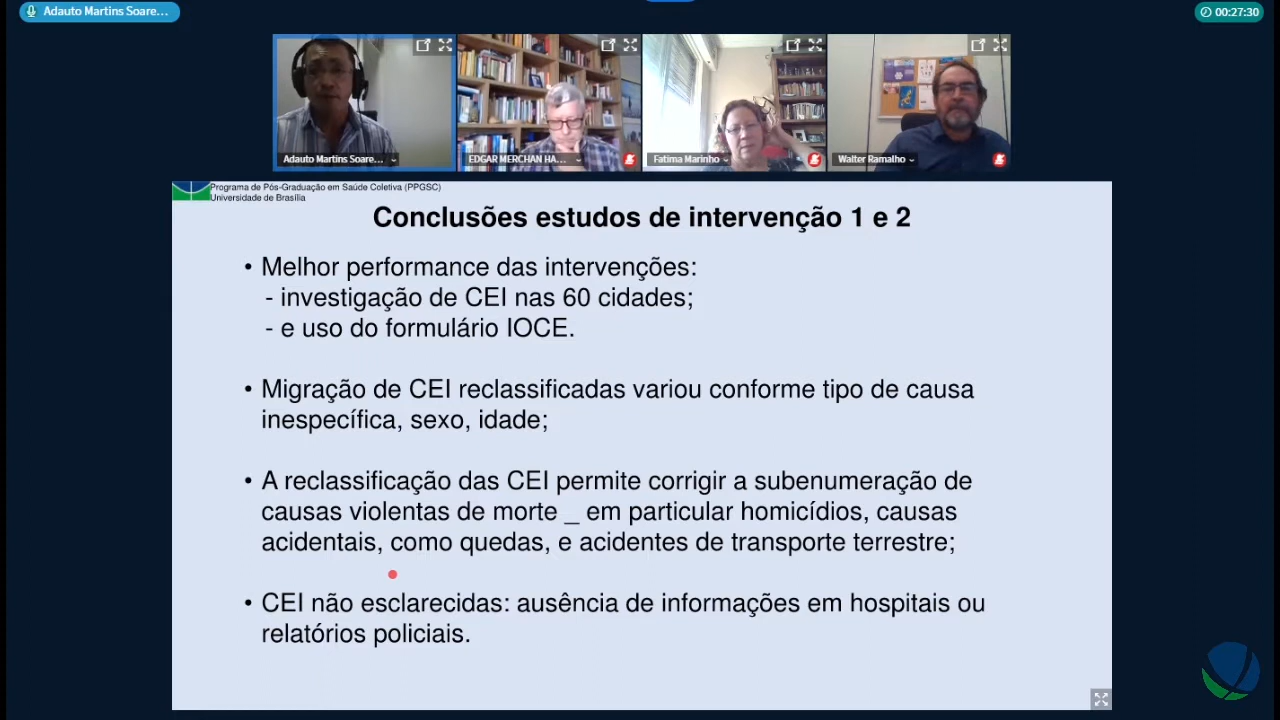 Adauto Martins Soare...
00:27:30
Adauto Martins Soare...
EDGAR MERCHAN HA...
Fatima Marinho
Walter Ramalho
Programa de Pós-Graduação em Saúde Coletiva (PPGSC)
Universidade de Brasília
Conclusões estudos de intervenção 1 e 2
• Melhor performance das intervenções:
- investigação de CEI nas 60 cidades;
- e uso do formulário IOCE.
• Migração de CEI reclassificadas variou conforme tipo de causa
inespecífica, sexo, idade;
• A reclassificação das CEI permite corrigir a subenumeração de
causas violentas de morte _ em particular homicídios, causas
acidentais, como quedas, e acidentes de transporte terrestre;
• CEI não esclarecidas: ausência de informações em hospitais ou
relatórios policiais.